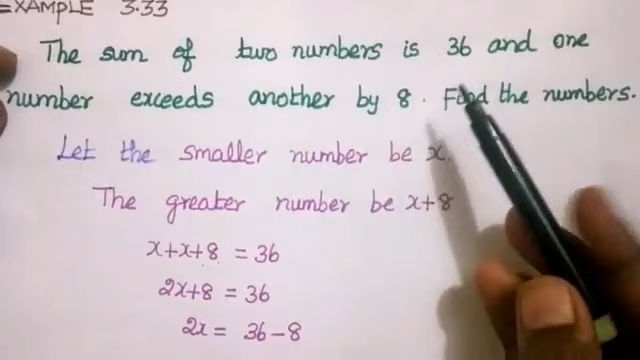 EXAMPLE 3.33
The sum of two numbers is 36 and one
number exceeds another by 8. Find the numbers.
Let the smaller number be x.
The greater number be x+8
x+x+8 = 36
2x+8 = 36
2x = 36-8